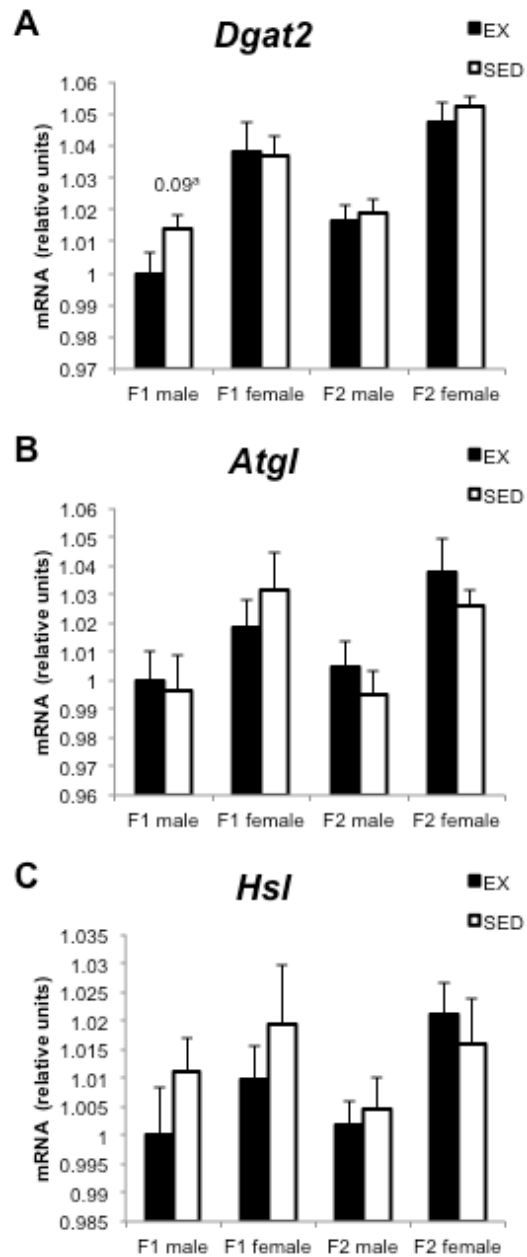 A
Dgat2
EX
SED
mRNA (relative units)
1.06
1.05
1.04
1.03
1.02
1.01
1
0.99
0.98
0.97
0.09ᵃ
F1 male F1 female F2 male F2 female
B
Atgl
EX
SED
mRNA (relative units)
1.06
1.05
1.04
1.03
1.02
1.01
1
0.99
0.98
0.97
0.96
F1 male F1 female F2 male F2 female
C
Hsl
EX
SED
mRNA (relative units)
1.035
1.03
1.025
1.02
1.015
1.01
1.005
1
0.995
0.99
0.985
F1 male F1 female F2 male F2 female